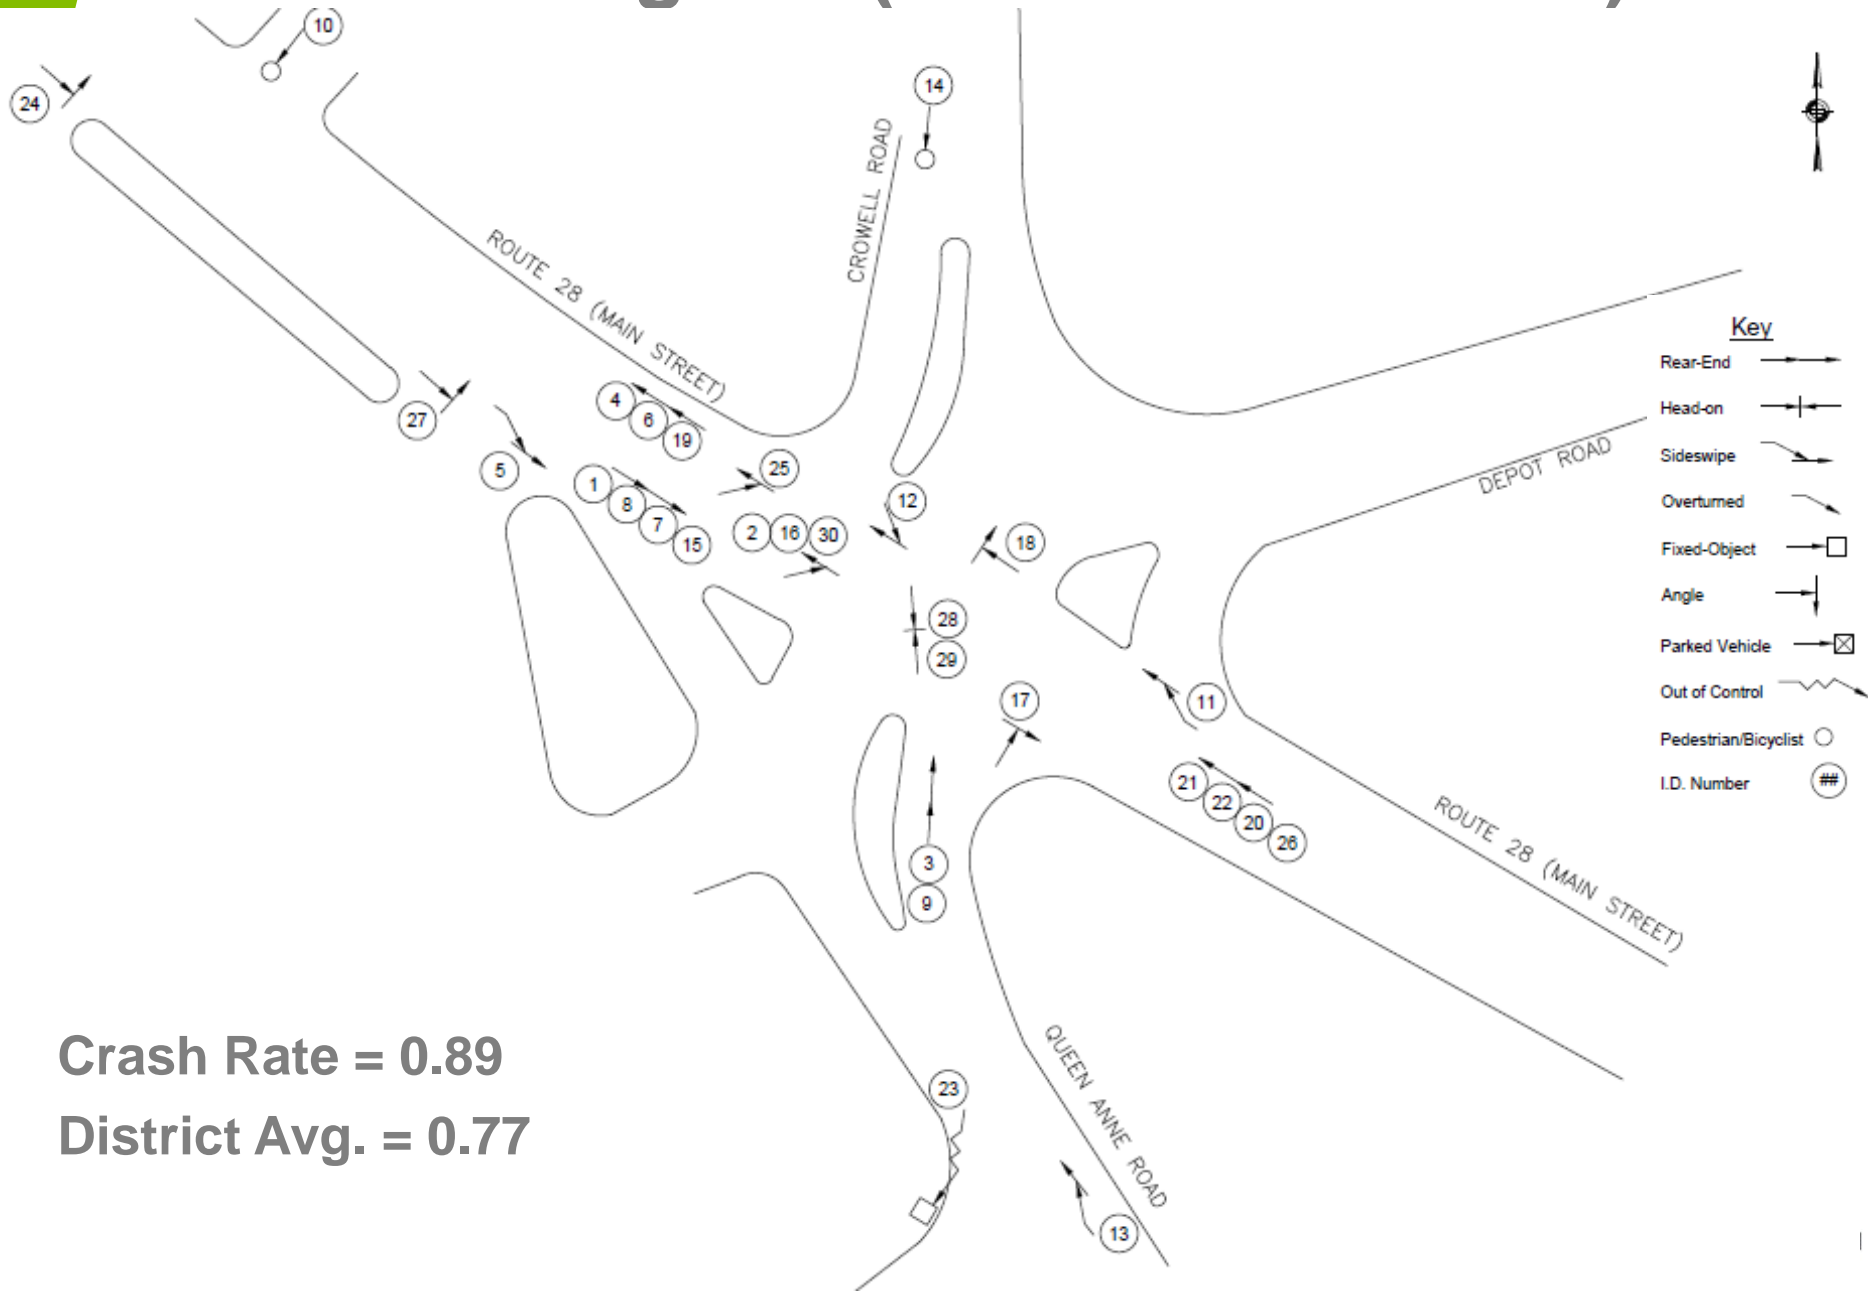 10
24
14
CROWELL ROAD
ROUTE 28 (MAIN STREET)
Key
Rear-End
Head-on
Sideswipe
Overturned
Fixed-Object
Angle
Parked Vehicle
Out of Control
Pedestrian/Bicyclist
I.D. Number
##
DEPOT ROAD
27
4
6
19
5
25
1
8
7
15
2
16
30
12
18
28
29
17
11
21
22
20
26
ROUTE 28 (MAIN STREET)
3
9
QUEEN ANNE ROAD
23
13
Crash Rate = 0.89
District Avg. = 0.77